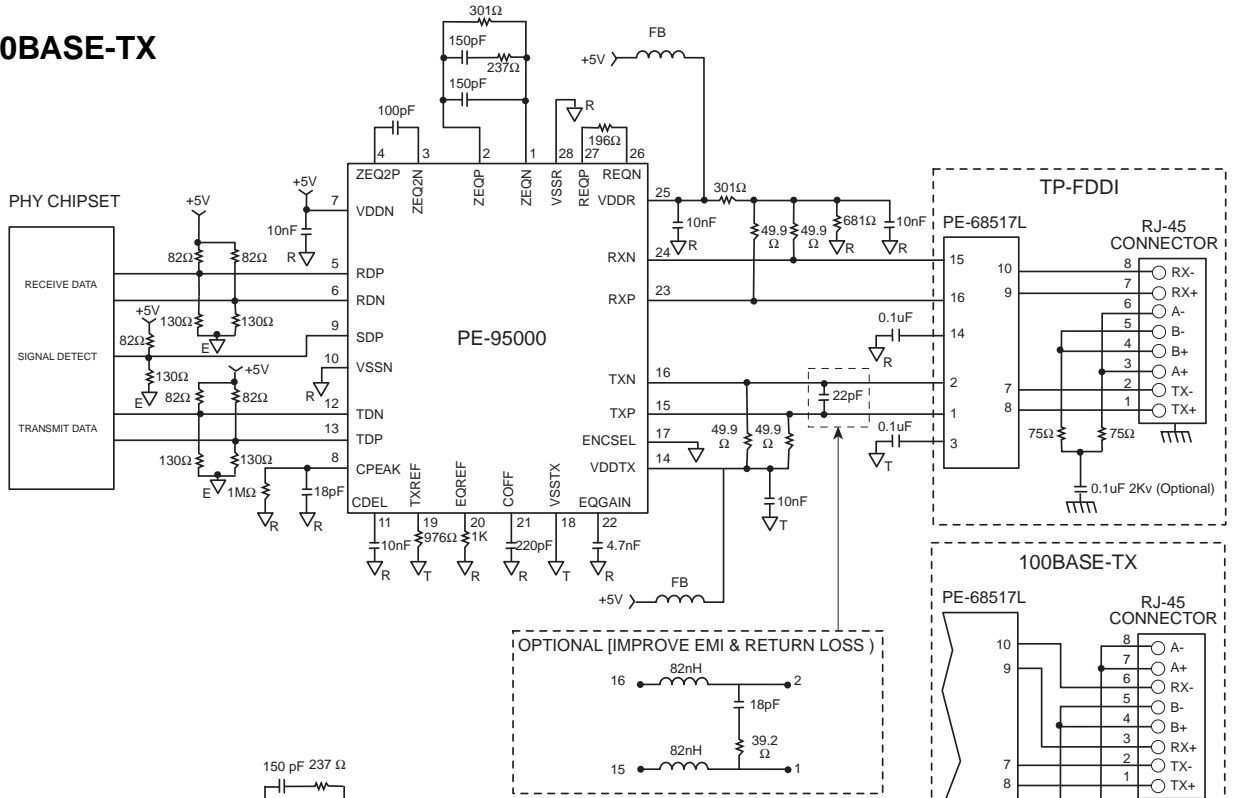 0BASE-TX
301Ω
150pF
237Ω
150pF
FB
+5V
R
100pF
196Ω
4 3 2 1 28 27 26
ZEQ2P
ZEQ2N
ZEQP
ZEQN
VSSR
REQP
REQN
PHY CHIPSET
RECEIVE DATA
SIGNAL DETECT
TRANSMIT DATA
+5V
82Ω 82Ω
130Ω 130Ω
E
+5V
82Ω
130Ω
E
+5V
82Ω 82Ω
130Ω 130Ω
E
+5V
10nF
R
7 VDDN
5 RDP
6 RDN
9 SDP
10 VSSN
R
12 TDN
13 TDP
8 CPEAK
1MΩ
R
18pF
R
PE-95000
VDDR 25
RXN 24
RXP 23
TXN 16
TXP 15
ENCSEL 17
VDDTX 14
CDEL
TXREF
EQREF
COFF
VSSTX
EQGAIN
11 19 20 21 18 22
10nF
R
976Ω
T
1K
R
220pF
R
T
4.7nF
R
10nF
R
301Ω
49.9
Ω
49.9
Ω
681Ω
R
10nF
R
0.1uF
R
22pF
49.9
Ω
49.9
Ω
0.1uF
T
10nF
T
FB
+5V
TP-FDDI
PE-68517L
15
16
14
2
1
3
10
9
7
8
RJ-45
CONNECTOR
8 RX-
7 RX+
6 A-
5 B-
4 B+
3 A+
2 TX-
1 TX+
75Ω 75Ω
0.1uF 2Kv (Optional)
OPTIONAL [IMPROVE EMI & RETURN LOSS )
82nH
16 2
18pF
39.2
Ω
82nH
15 1
100BASE-TX
PE-68517L
10
9
7
8
RJ-45
CONNECTOR
8 A-
7 A+
6 RX-
5 B-
4 B+
3 RX+
2 TX-
1 TX+
150 pF 237 Ω